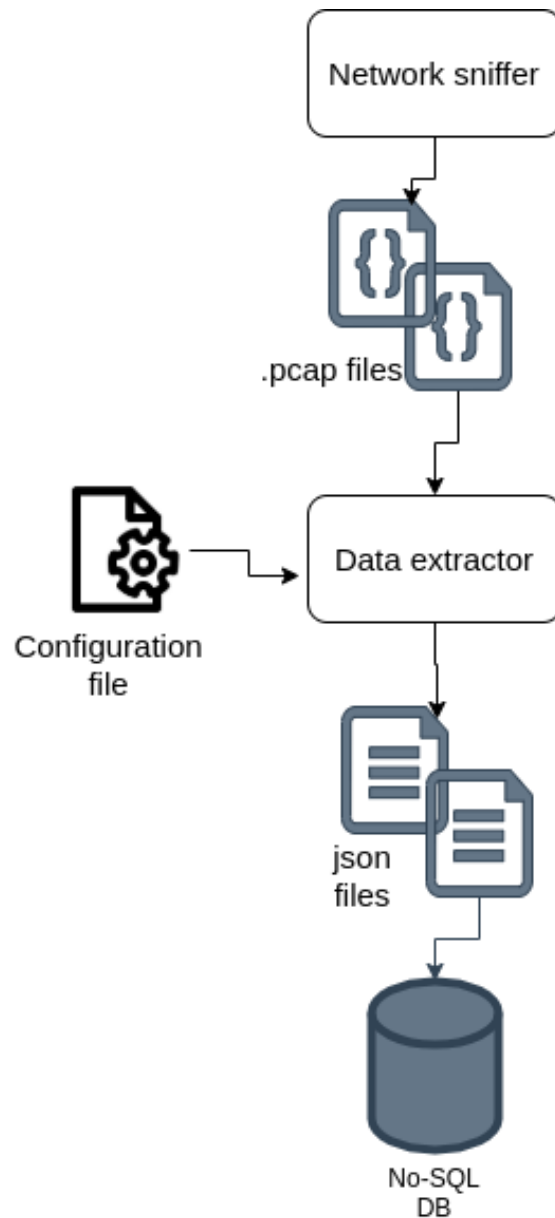 Network sniffer
.pcap files
Data extractor
Configuration
file
json
files
No-SQL
DB